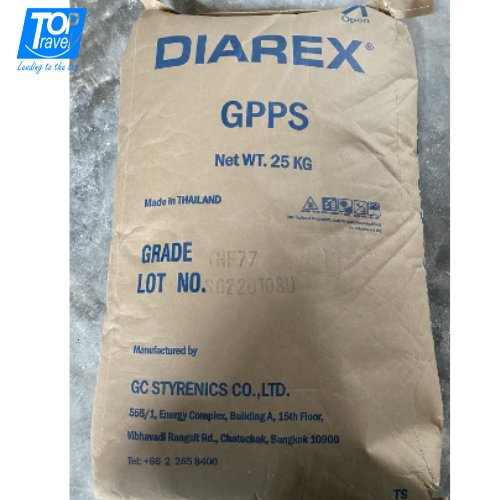 TOP
Travel
Leading to the top
Open
DIAREX®
GPPS
Net WT. 25 KG
Made in THAILAND
GRADE THF77
LOT NO.
Manufactured by
GC STYRENICS CO.,LTD.
555/1, Energy Complex, Building A, 15th Floor,
Vibhavadi Rangsit Rd., Chatuchak, Bangkok 10900
Tel: +66 2 265 8400
TS